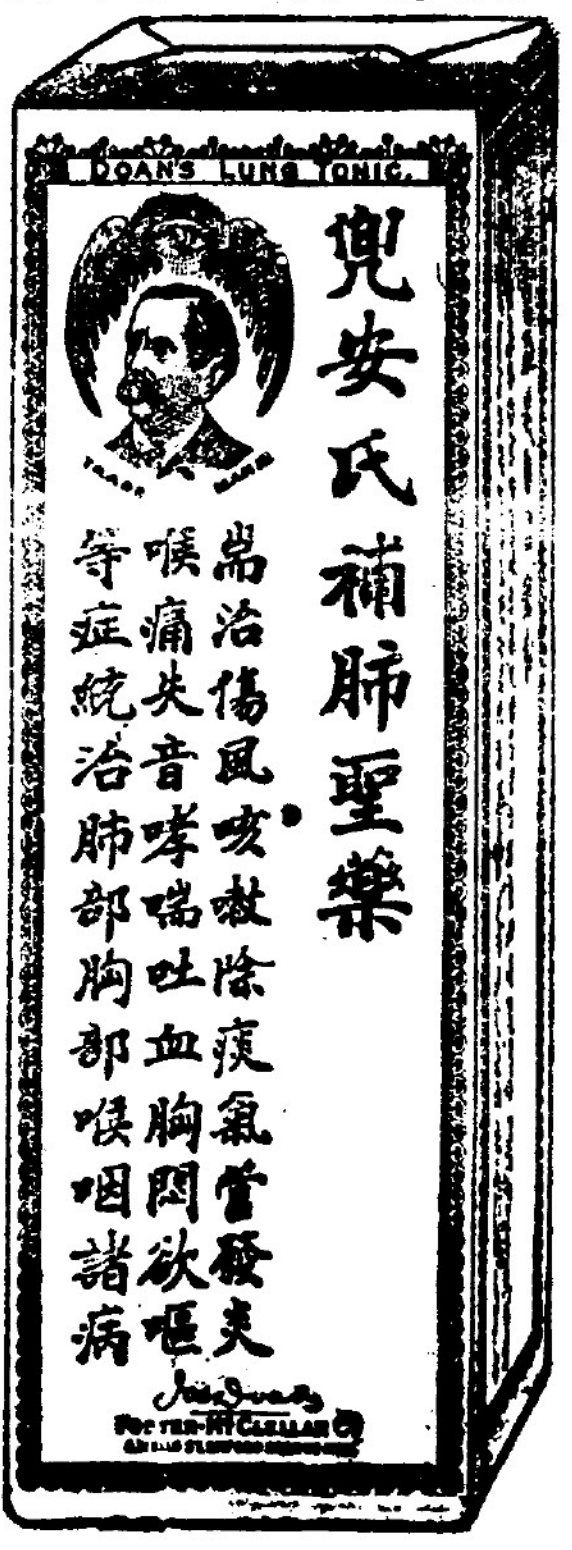 DOAN'S LUNG TONIC.
兜安氏補肺聖藥
TRADE MARK
耑治傷風咳嗽除痰氣管發炎
喉痛失音哮喘吐血胸悶欲嘔
等症統治肺部胸部喉咽諸病
FOSTER-MCCLELLAN CO